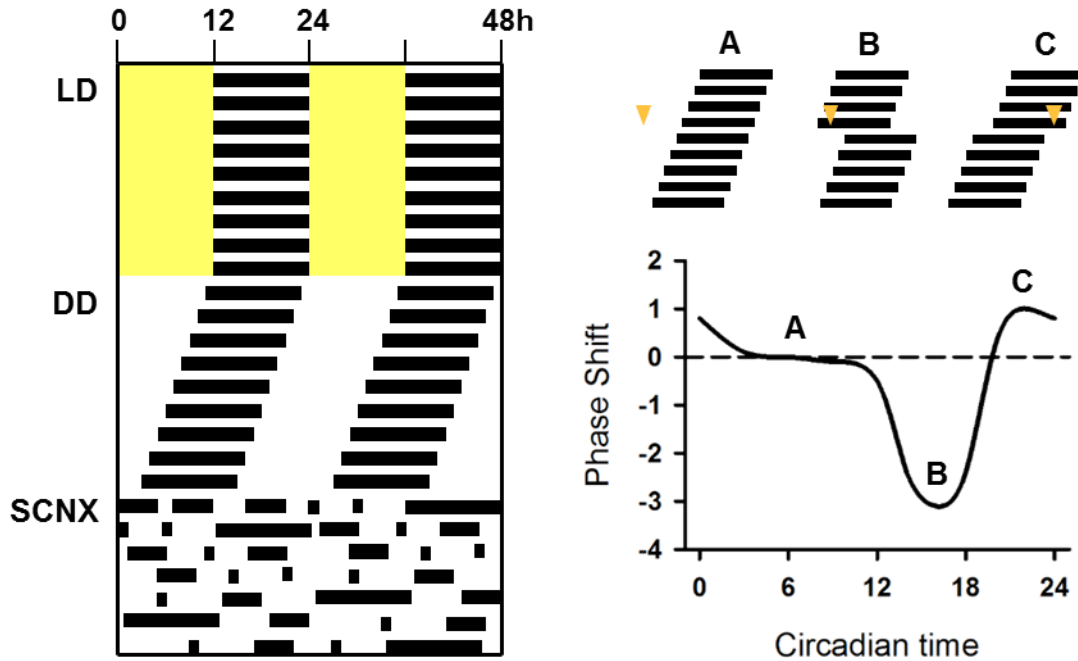 0 12 24 48h
LD
DD
SCNX
A B C
2
1
0
-1
-2
-3
-4
Phase Shift
A
B
C
0 6 12 18 24
Circadian time